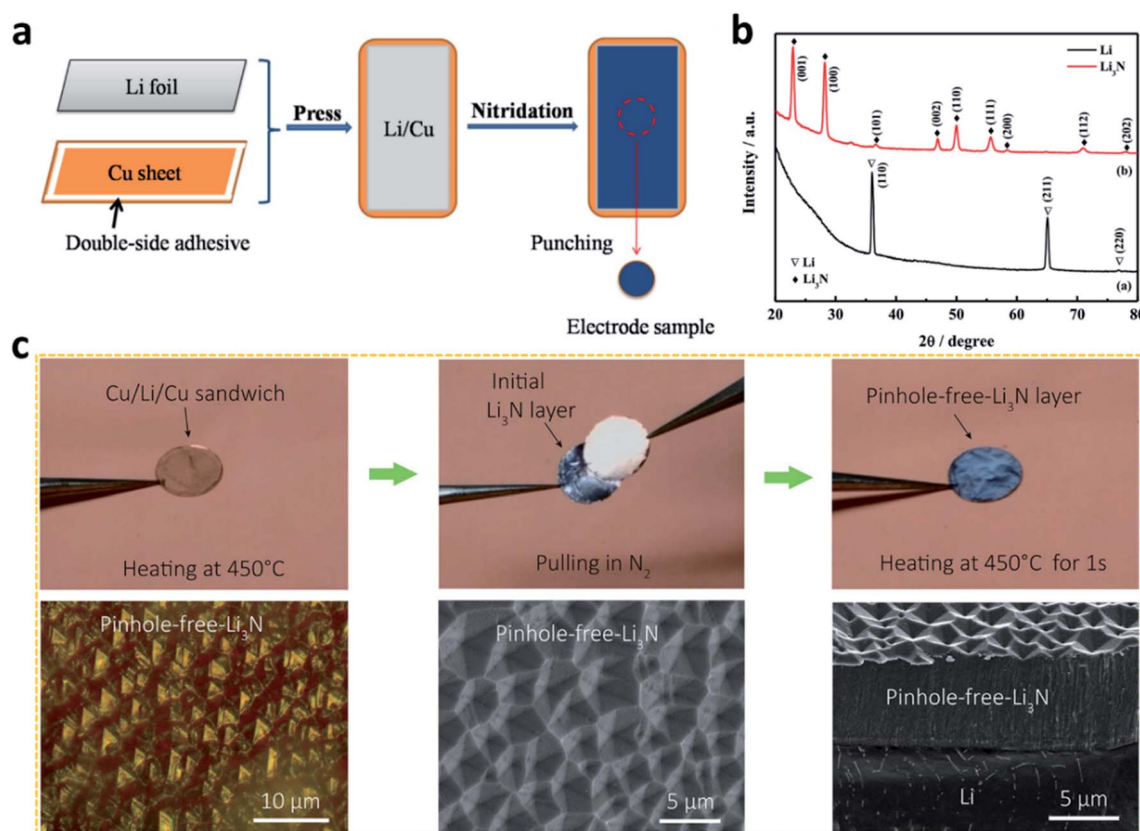 a
Li foil
Cu sheet
Double-side adhesive
Press
Li/Cu
Nitridation
Punching
Electrode sample
b
Intensity / a.u.
Li
Li₃N
(001)
(100)
(101)
(002)
(110)
(111)
(200)
(112)
(202)
(b)
(110)
(211)
(220)
▽ Li
◆ Li₃N
(a)
20 30 40 50 60 70 80
2θ / degree
c
Cu/Li/Cu sandwich
Heating at 450°C
Initial
Li₃N layer
Pulling in N₂
Pinhole-free-Li₃N layer
Heating at 450°C for 1s
Pinhole-free-Li₃N
10 µm
Pinhole-free-Li₃N
5 µm
Pinhole-free-Li₃N
Li
5 µm